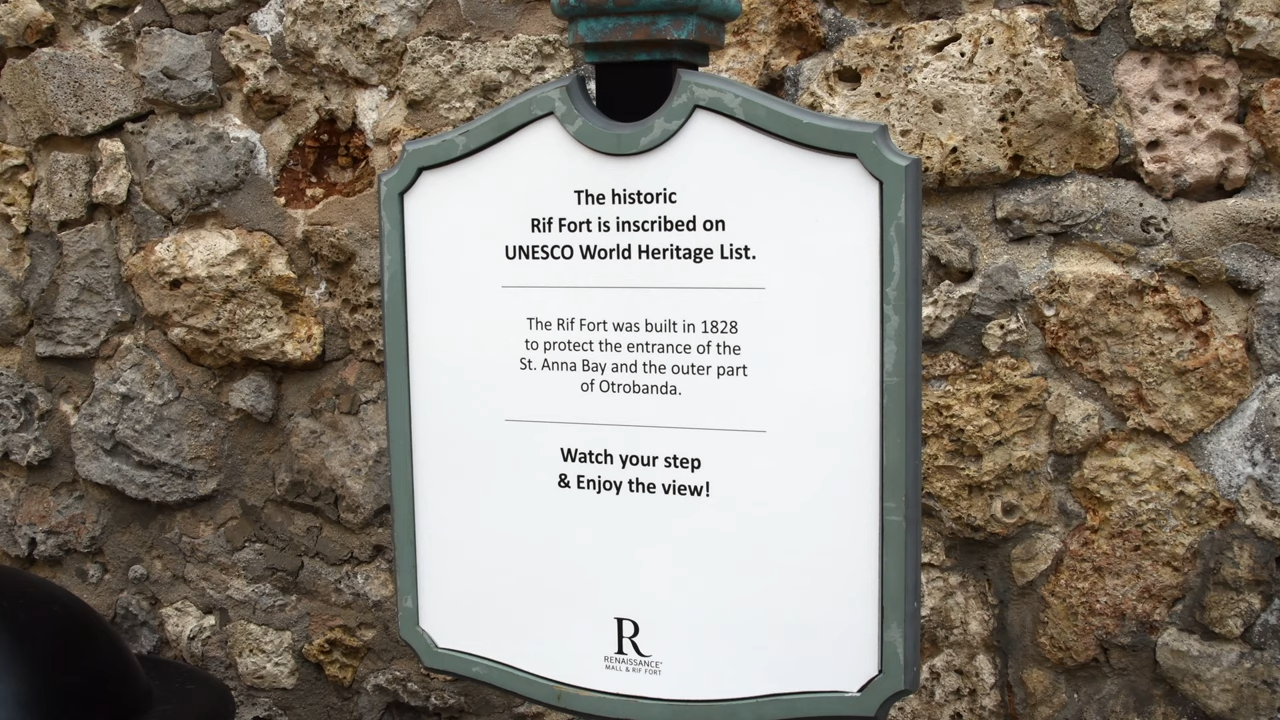 The historic
Rif Fort is inscribed on
UNESCO World Heritage List.
The Rif Fort was built in 1828
to protect the entrance of the
St. Anna Bay and the outer part
of Otrobanda.
Watch your step
& Enjoy the view!
R
RENAISSANCE®
MALL & RIF FORT